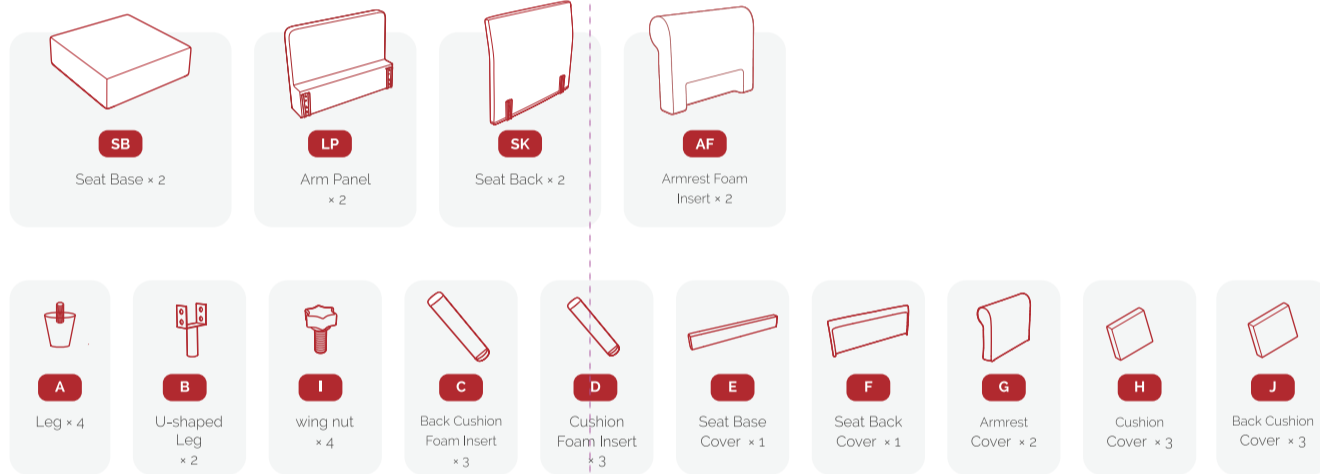 SB
Seat Base × 2
LP
Arm Panel
× 2
SK
Seat Back × 2
AF
Armrest Foam
Insert × 2
A
Leg × 4
B
U-shaped
Leg
× 2
I
wing nut
× 4
C
Back Cushion
Foam Insert
× 3
D
Cushion
Foam Insert
× 3
E
Seat Base
Cover × 1
F
Seat Back
Cover × 1
G
Armrest
Cover × 2
H
Cushion
Cover × 3
J
Back Cushion
Cover × 3